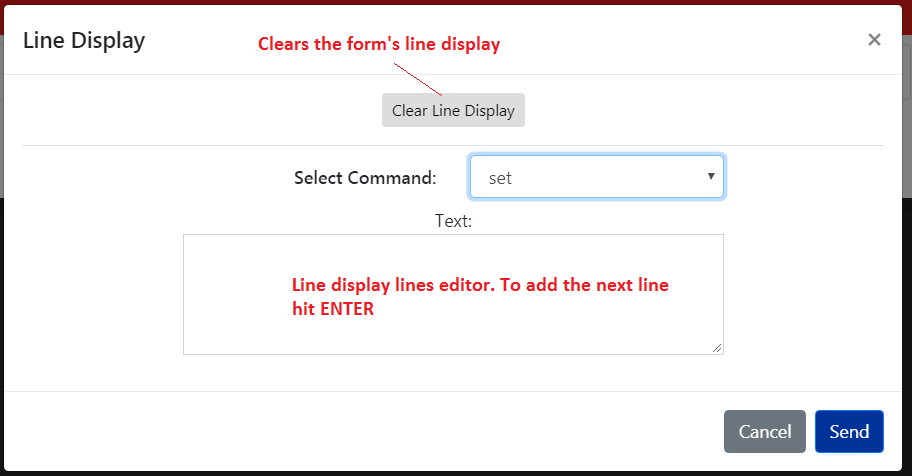 Line Display
Clears the form's line display
×
Clear Line Display
Select Command:
set
Text:
Line display lines editor. To add the next line
hit ENTER
Cancel
Send